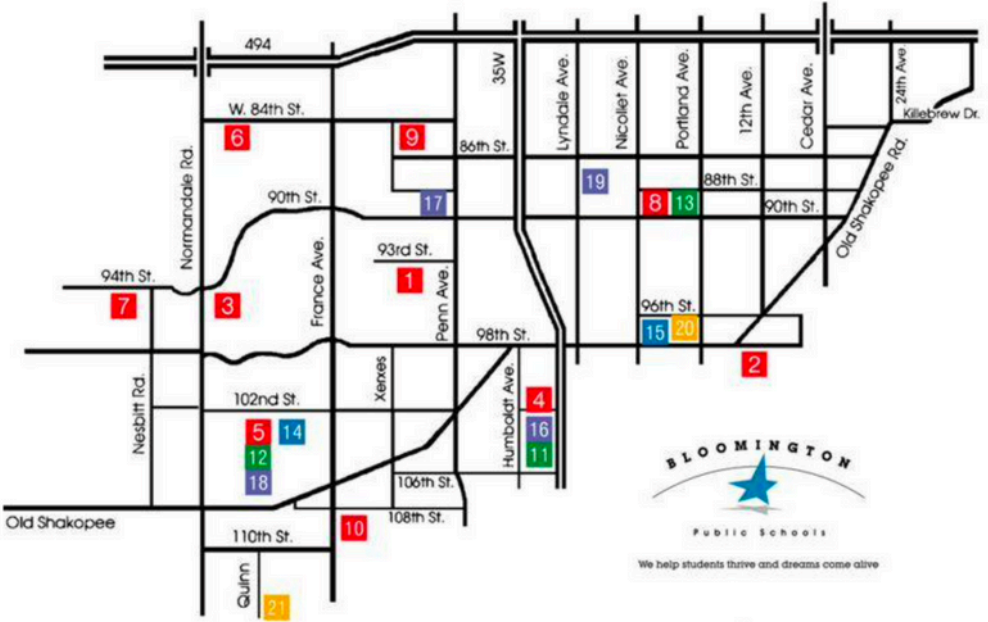 494
35W
Lyndale Ave.
Nicollet Ave.
Portland Ave.
12th Ave.
Cedar Ave.
24th Ave.
Killebrew Dr.
W. 84th St.
6
9
86th St.
Normandale Rd.
90th St.
17
19
88th St.
8
13
90th St.
Old Shakopee Rd.
93rd St.
1
94th St.
7
3
France Ave.
Penn Ave.
96th St.
15
20
98th St.
2
Xerxes
Humboldt Ave.
Nesbitt Rd.
102nd St.
4
5
14
16
12
11
18
106th St.
Old Shakopee
10
108th St.
110th St.
Quinn
21
BLOOMINGTON
Public Schools
We help students thrive and dreams come alive